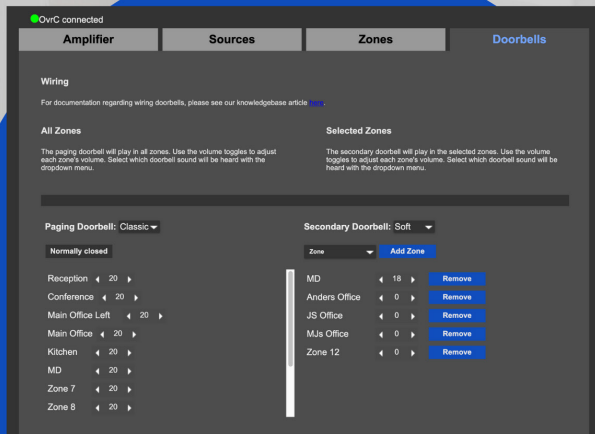 OvrC connected
Amplifier Sources Zones Doorbells
Wiring
For documentation regarding wiring doorbells, please see our knowledgebase article here.
All Zones
The paging doorbell will play in all zones. Use the volume toggles to adjust
each zone's volume. Select which doorbell sound will be heard with the
dropdown menu.
Selected Zones
The secondary doorbell will play in the selected zones. Use the volume
toggles to adjust each zone's volume. Select which doorbell sound will be
heard with the dropdown menu.
Paging Doorbell: Classic
Normally closed
Reception 20
Conference 20
Main Office Left 20
Main Office 20
Kitchen 20
MD 20
Zone 7 20
Zone 8 20
Secondary Doorbell: Soft
Zone Add Zone
MD 18 Remove
Anders Office 0 Remove
JS Office 0 Remove
MJs Office 0 Remove
Zone 12 0 Remove